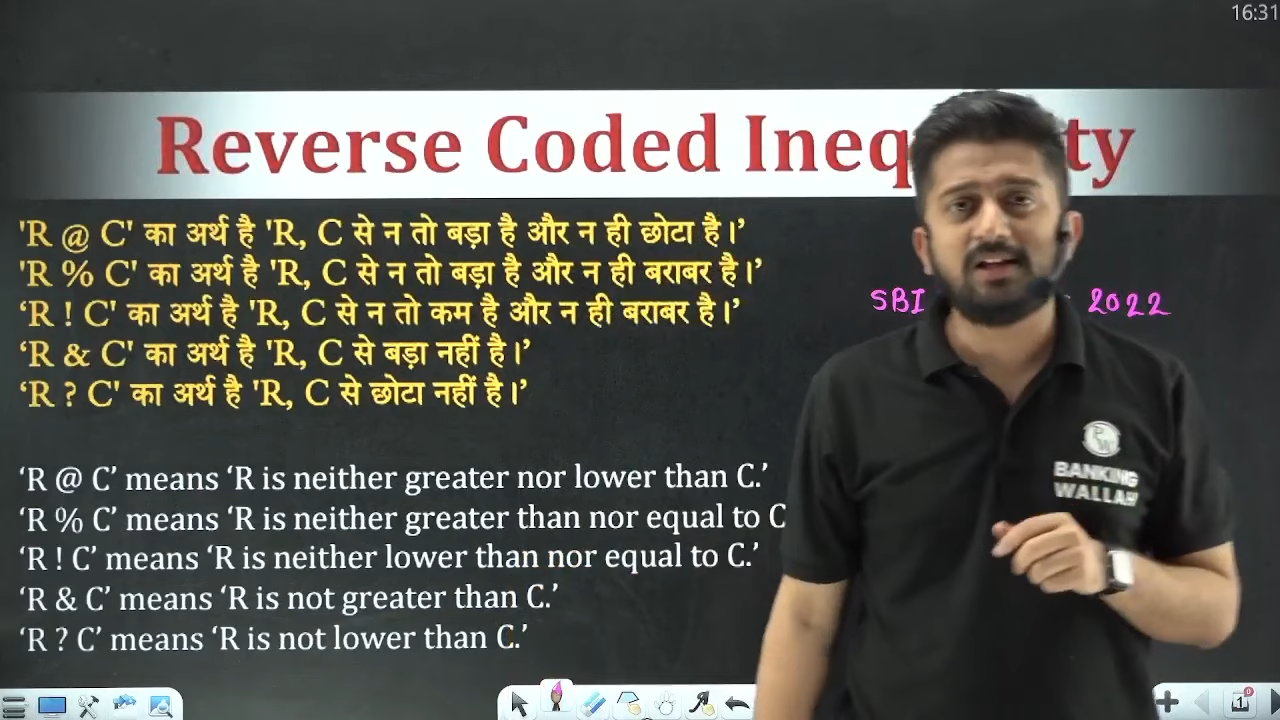 16:31
Reverse Coded Ineq ty
'R @ C' का अर्थ है 'R, C से न तो बड़ा है और न ही छोटा है।’
'R % C' का अर्थ है 'R, C से न तो बड़ा है और न ही बराबर है।’
‘R ! C' का अर्थ है 'R, C से न तो कम है और न ही बराबर है।’
‘R & C' का अर्थ है 'R, C से बड़ा नहीं है।’
‘R ? C' का अर्थ है 'R, C से छोटा नहीं है।’
SBI 2022
‘R @ C’ means ‘R is neither greater nor lower than C.’
‘R % C’ means ‘R is neither greater than nor equal to C
‘R ! C’ means ‘R is neither lower than nor equal to C.’
‘R & C’ means ‘R is not greater than C.’
‘R ? C’ means ‘R is not lower than C.’
PW
BANKING
WALLAH
1
0